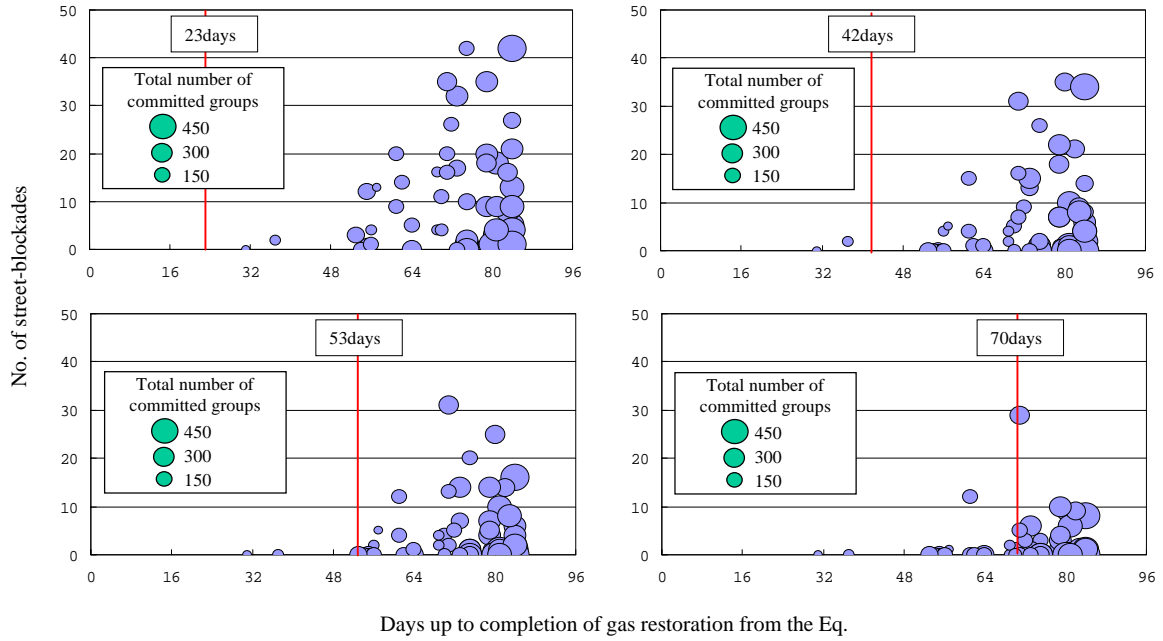 No. of street-blockades
50
40
30
20
10
0
23days
Total number of
committed groups
450
300
150
0 16 32 48 64 80 96
50
40
30
20
10
0
42days
Total number of
committed groups
450
300
150
0 16 32 48 64 80 96
50
40
30
20
10
0
53days
Total number of
committed groups
450
300
150
0 16 32 48 64 80 96
50
40
30
20
10
0
70days
Total number of
committed groups
450
300
150
0 16 32 48 64 80 96
Days up to completion of gas restoration from the Eq.